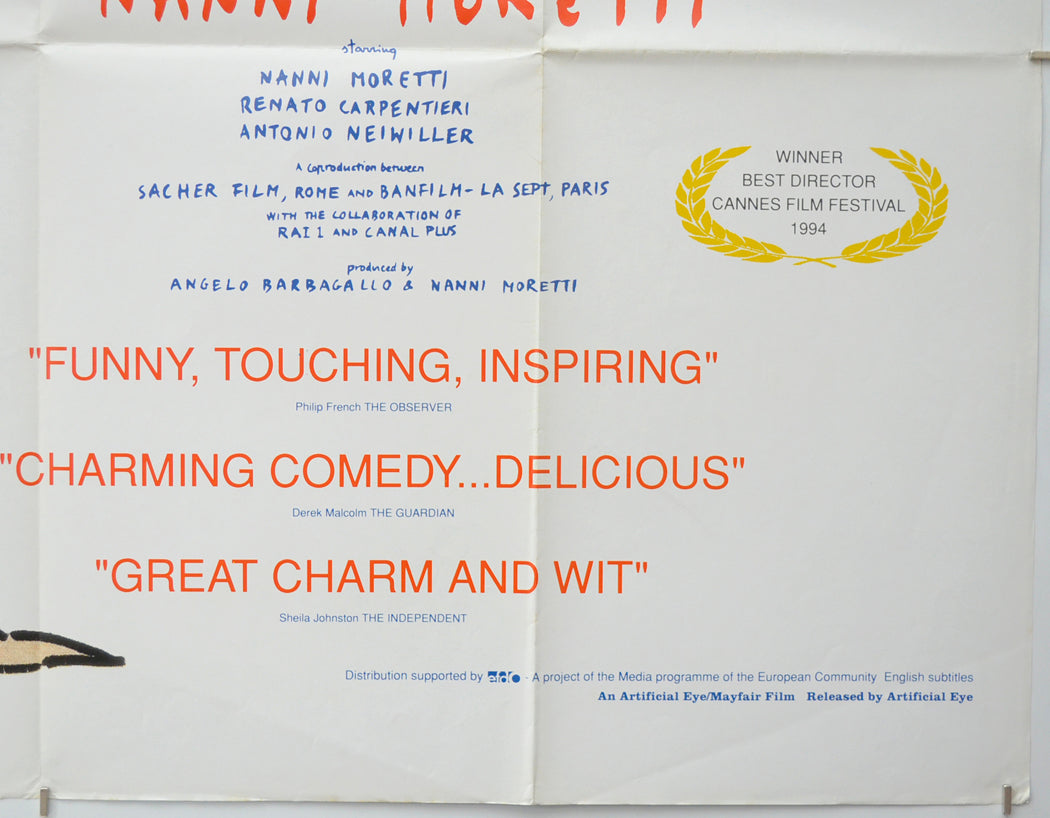 NANNI MORETTI
starring
NANNI MORETTI
RENATO CARPENTIERI
ANTONIO NEIWILLER
A coproduction between
SACHER FILM, ROME AND BANFILM - LA SEPT, PARIS
WITH THE COLLABORATION OF
RAI 1 AND CANAL PLUS
produced by
ANGELO BARBAGALLO & NANNI MORETTI
WINNER
BEST DIRECTOR
CANNES FILM FESTIVAL
1994
"FUNNY, TOUCHING, INSPIRING"
Philip French THE OBSERVER
"CHARMING COMEDY...DELICIOUS"
Derek Malcolm THE GUARDIAN
"GREAT CHARM AND WIT"
Sheila Johnston THE INDEPENDENT
Distribution supported by efdo - A project of the Media programme of the European Community English subtitles
An Artificial Eye/Mayfair Film Released by Artificial Eye